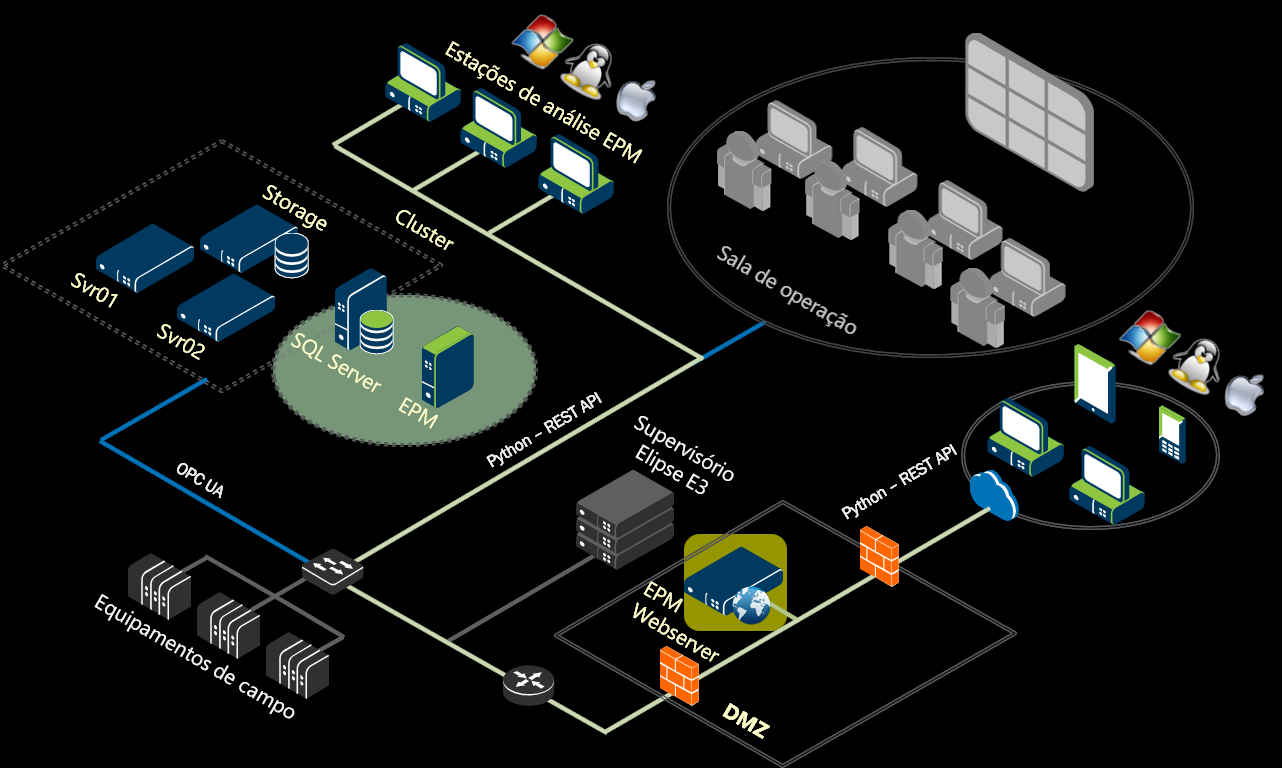 Estações de análise EPM
Storage
Cluster
Svr01
Svr02
SQL Server
EPM
Sala de operação
Python – REST API
OPC UA
Supervisório
Elipse E3
Python – REST API
EPM
Webserver
Equipamentos de campo
DMZ